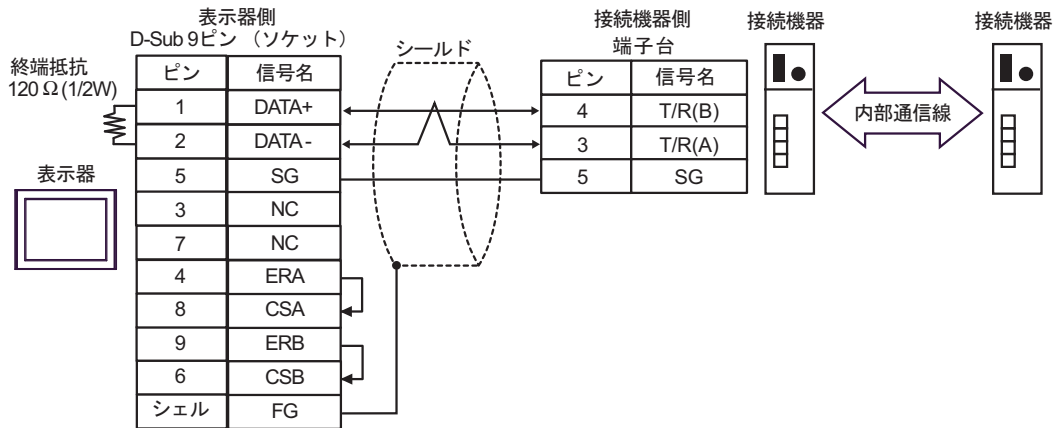 表示器側
D-Sub 9ピン （ソケット）
終端抵抗
120 Ω (1/2W)
表示器
ピン 信号名
1 DATA+
2 DATA-
5 SG
3 NC
7 NC
4 ERA
8 CSA
9 ERB
6 CSB
シェル FG
シールド
接続機器側
端子台
ピン 信号名
4 T/R(B)
3 T/R(A)
5 SG
接続機器
内部通信線
接続機器